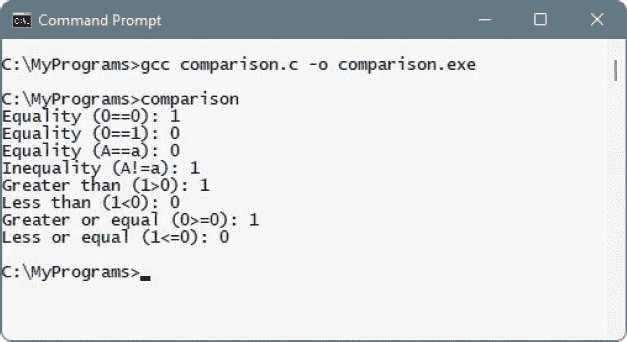 Command Prompt
C:\MyPrograms>gcc comparison.c -o comparison.exe
C:\MyPrograms>comparison
Equality (0==0): 1
Equality (0==1): 0
Equality (A==a): 0
Inequality (A!=a): 1
Greater than (1>0): 1
Less than (1<0): 0
Greater or equal (0>=0): 1
Less or equal (1<=0): 0
C:\MyPrograms>